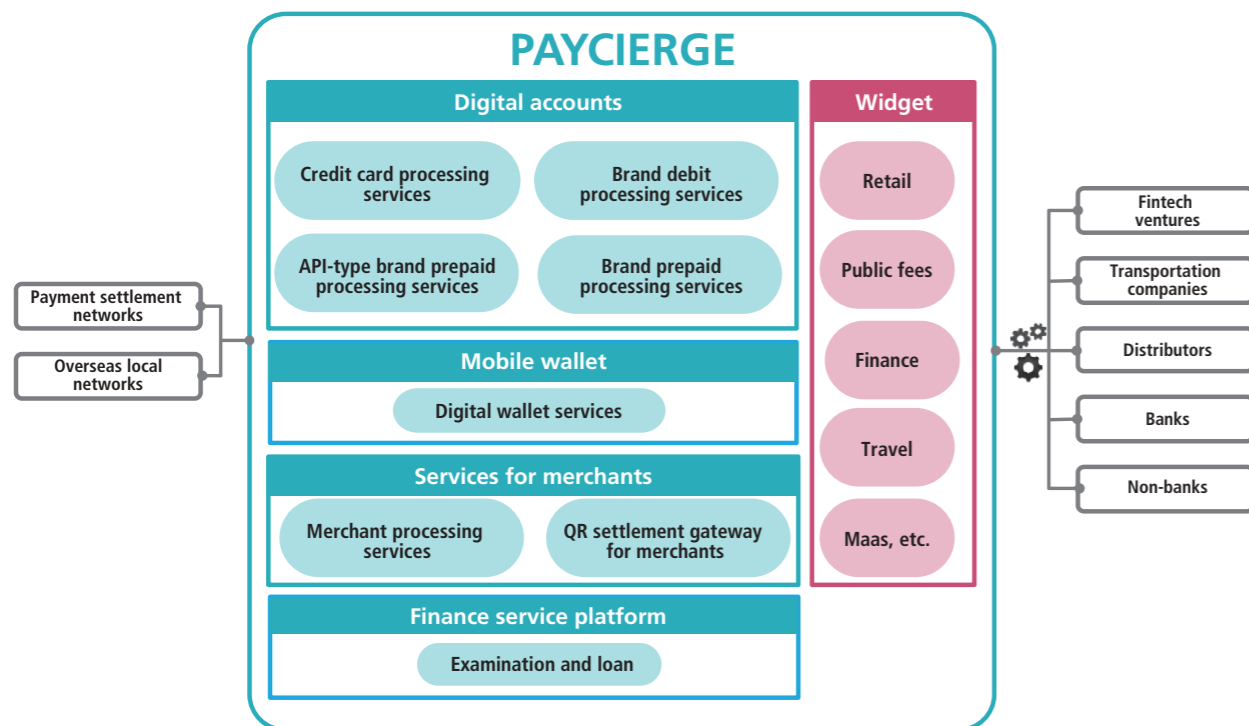 PAYCIERGE
Digital accounts
Credit card processing
services
Brand debit
processing services
API-type brand prepaid
processing services
Brand prepaid
processing services
Mobile wallet
Digital wallet services
Services for merchants
Merchant processing
services
QR settlement gateway
for merchants
Finance service platform
Examination and loan
Widget
Retail
Public fees
Finance
Travel
Maas, etc.
Payment settlement
networks
Overseas local
networks
Fintech
ventures
Transportation
companies
Distributors
Banks
Non-banks